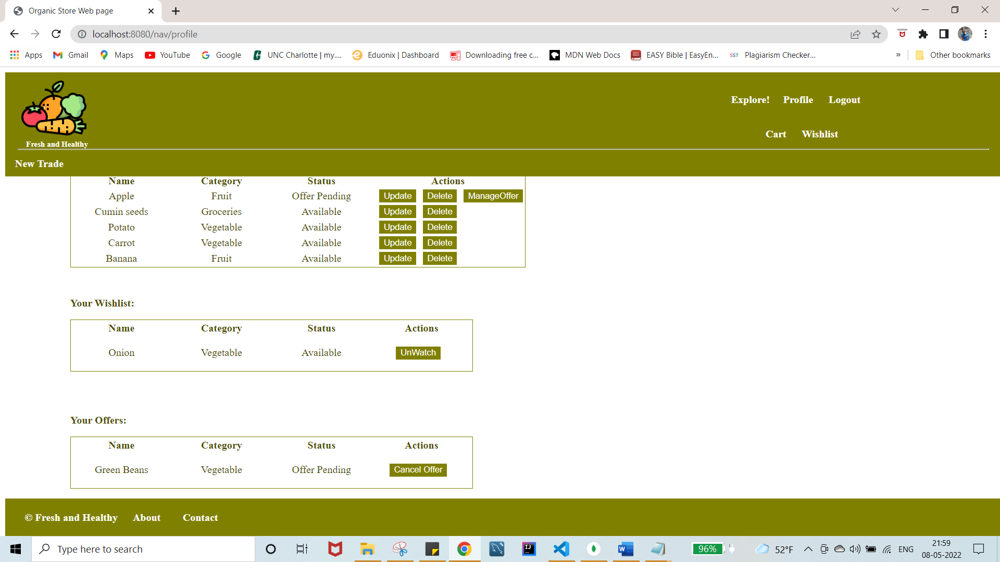 Organic Store Web page
localhost:8080/nav/profile
Apps Gmail Maps YouTube Google UNC Charlotte | my.... Eduonix | Dashboard Downloading free c... MDN Web Docs EASY Bible | EasyEn... SST Plagiarism Checker... » Other bookmarks
Explore! Profile Logout
Cart Wishlist
Fresh and Healthy
New Trade
Name Category Status Actions
Apple Fruit Offer Pending Update Delete ManageOffer
Cumin seeds Groceries Available Update Delete
Potato Vegetable Available Update Delete
Carrot Vegetable Available Update Delete
Banana Fruit Available Update Delete
Your Wishlist:
Name Category Status Actions
Onion Vegetable Available UnWatch
Your Offers:
Name Category Status Actions
Green Beans Vegetable Offer Pending Cancel Offer
© Fresh and Healthy About Contact
Type here to search 96% 52°F ENG 21:59
08-05-2022